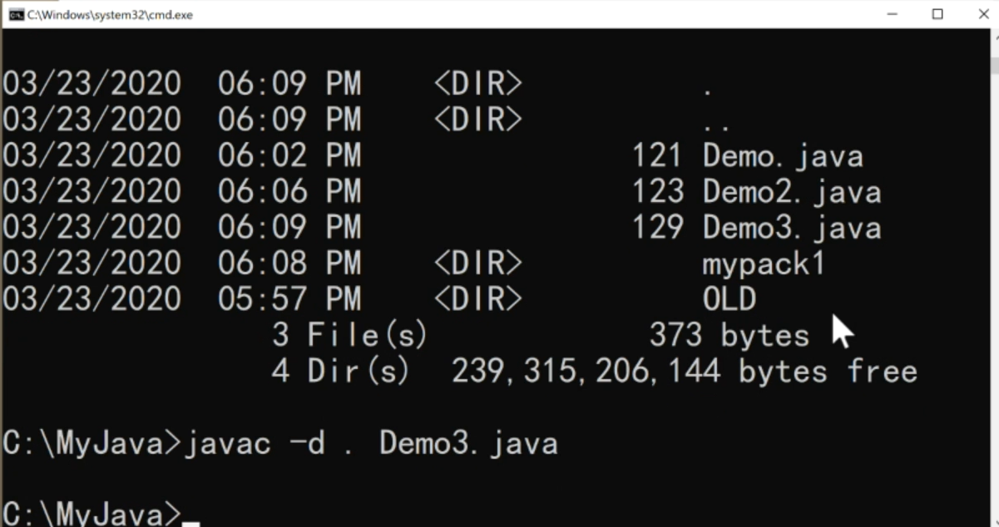 C:\Windows\system32\cmd.exe
03/23/2020  06:09 PM    <DIR>          .
03/23/2020  06:09 PM    <DIR>          ..
03/23/2020  06:02 PM               121 Demo.java
03/23/2020  06:06 PM               123 Demo2.java
03/23/2020  06:09 PM               129 Demo3.java
03/23/2020  06:08 PM    <DIR>          mypack1
03/23/2020  05:57 PM    <DIR>          OLD
               3 File(s)            373 bytes
               4 Dir(s)  239,315,206,144 bytes free
C:\MyJava>javac -d . Demo3.java
C:\MyJava>_